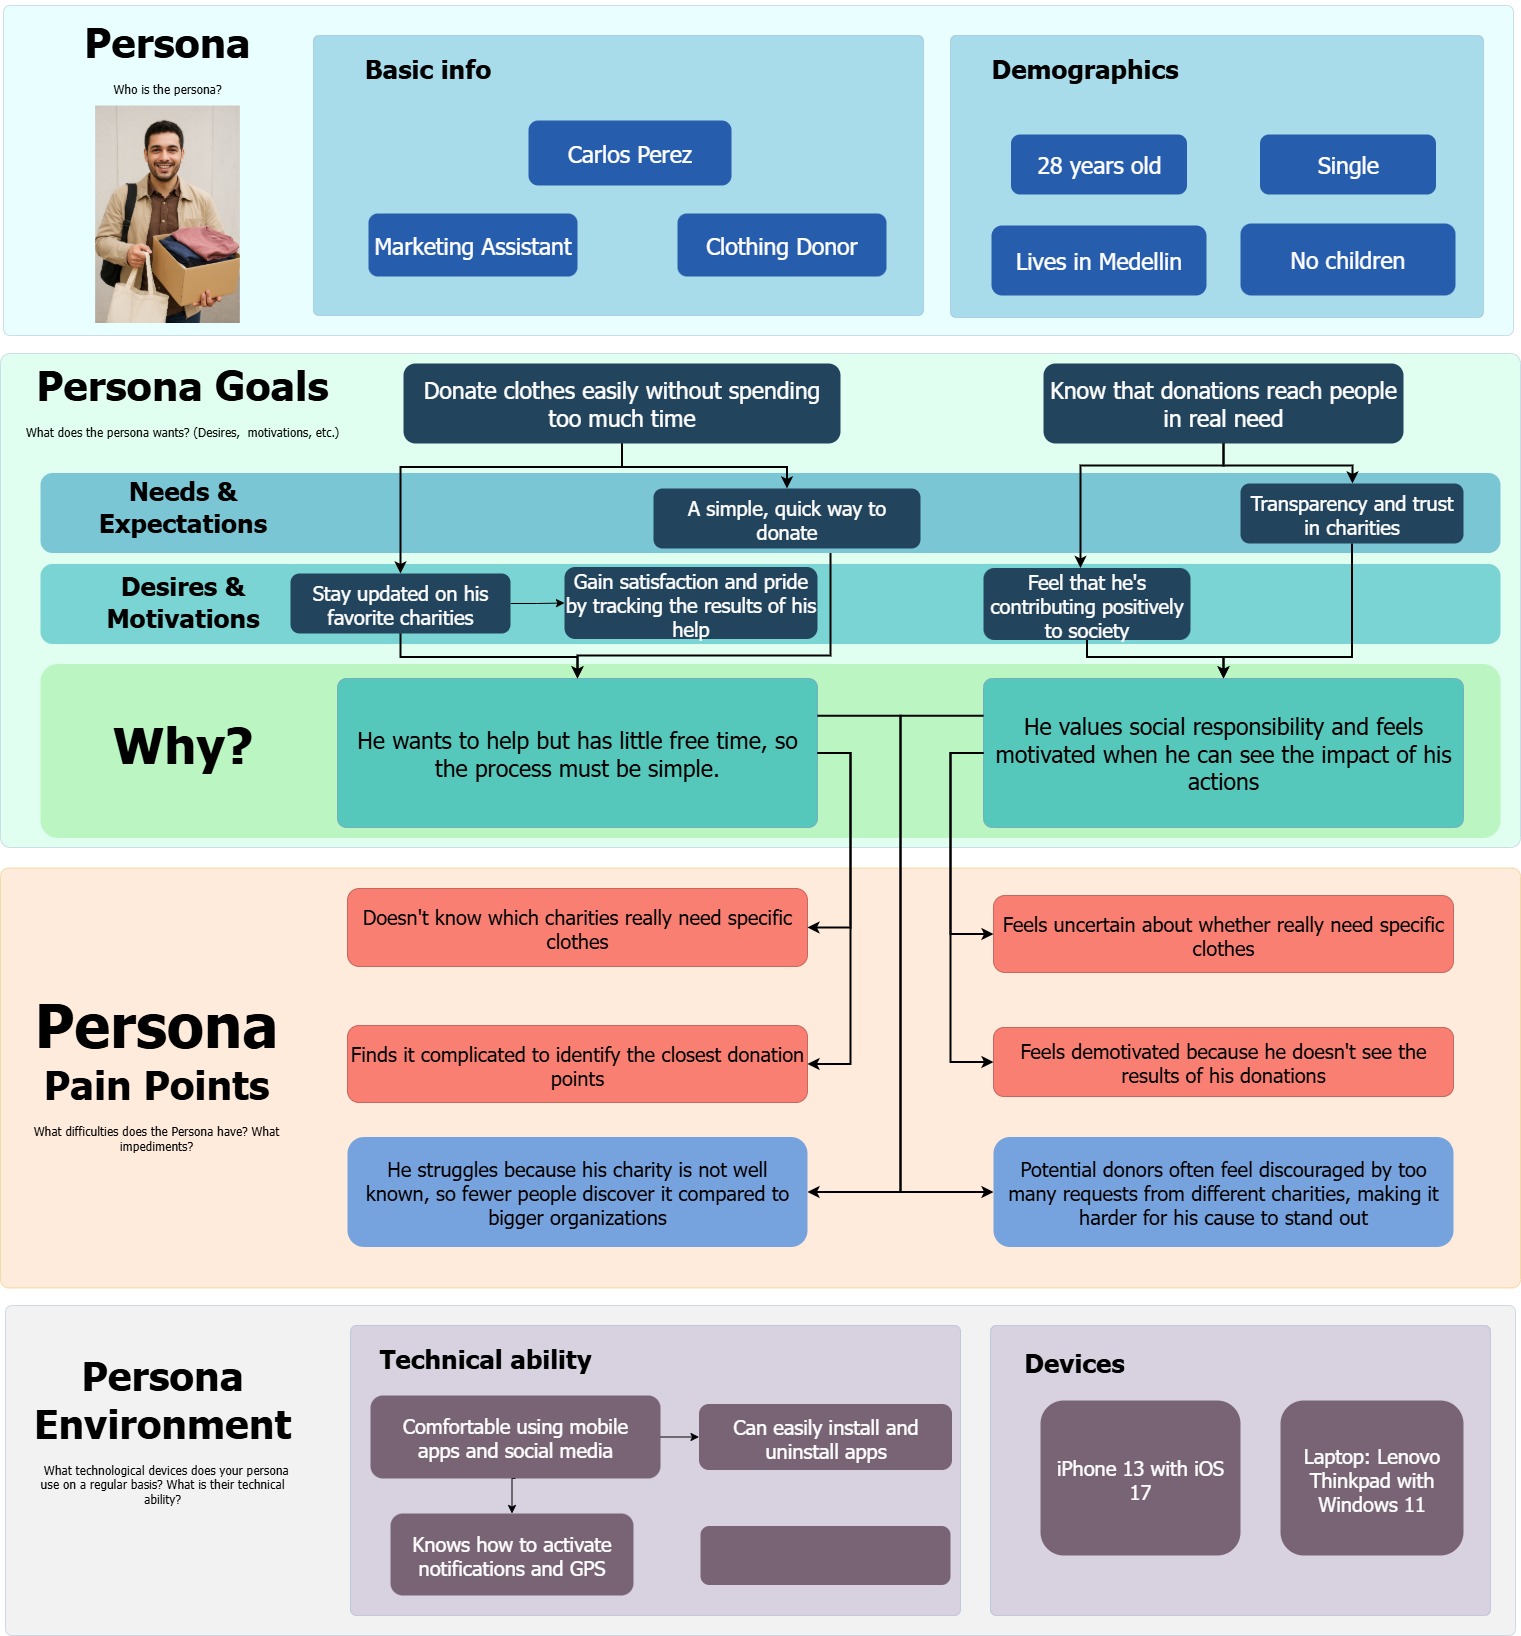 Persona
Who is the persona?
Basic info
Carlos Perez
Marketing Assistant
Clothing Donor
Demographics
28 years old
Single
Lives in Medellin
No children
Persona Goals
What does the persona wants? (Desires,  motivations, etc.)
Donate clothes easily without spending
too much time
Know that donations reach people
in real need
Needs &
Expectations
A simple, quick way to
donate
Transparency and trust
in charities
Desires &
Motivations
Stay updated on his
favorite charities
Gain satisfaction and pride
by tracking the results of his
help
Feel that he's
contributing positively
to society
Why?
He wants to help but has little free time, so
the process must be simple.
He values social responsibility and feels
motivated when he can see the impact of his
actions
Persona
Pain Points
What difficulties does the Persona have? What
impediments?
Doesn't know which charities really need specific
clothes
Feels uncertain about whether really need specific
clothes
Finds it complicated to identify the closest donation
points
Feels demotivated because he doesn't see the
results of his donations
He struggles because his charity is not well
known, so fewer people discover it compared to
bigger organizations
Potential donors often feel discouraged by too
many requests from different charities, making it
harder for his cause to stand out
Persona
Environment
What technological devices does your persona
use on a regular basis? What is their technical
ability?
Technical ability
Comfortable using mobile
apps and social media
Can easily install and
uninstall apps
Knows how to activate
notifications and GPS
Devices
iPhone 13 with iOS
17
Laptop: Lenovo
Thinkpad with
Windows 11